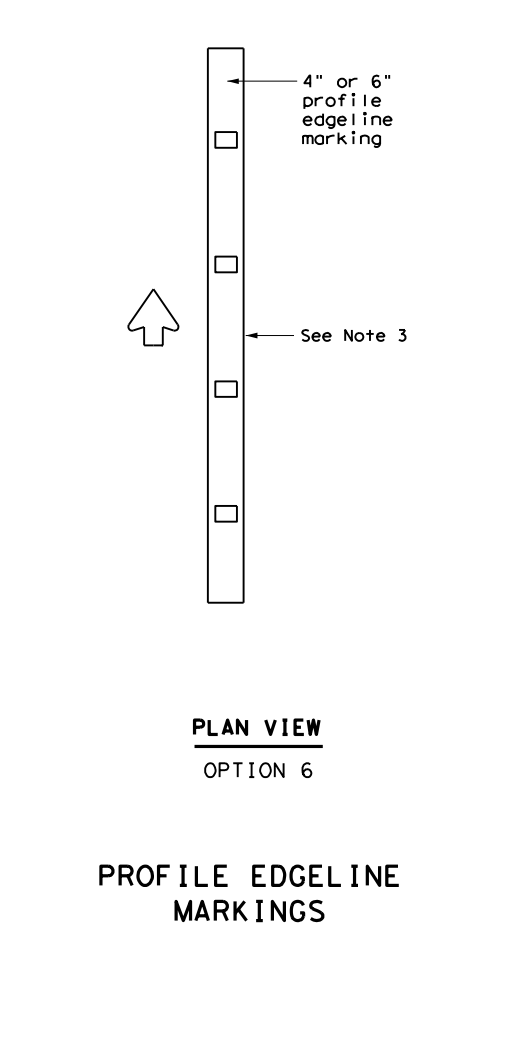 4" or 6"
profile
edgeline
marking
See Note 3
PLAN VIEW
OPTION 6
PROFILE EDGELINE
MARKINGS